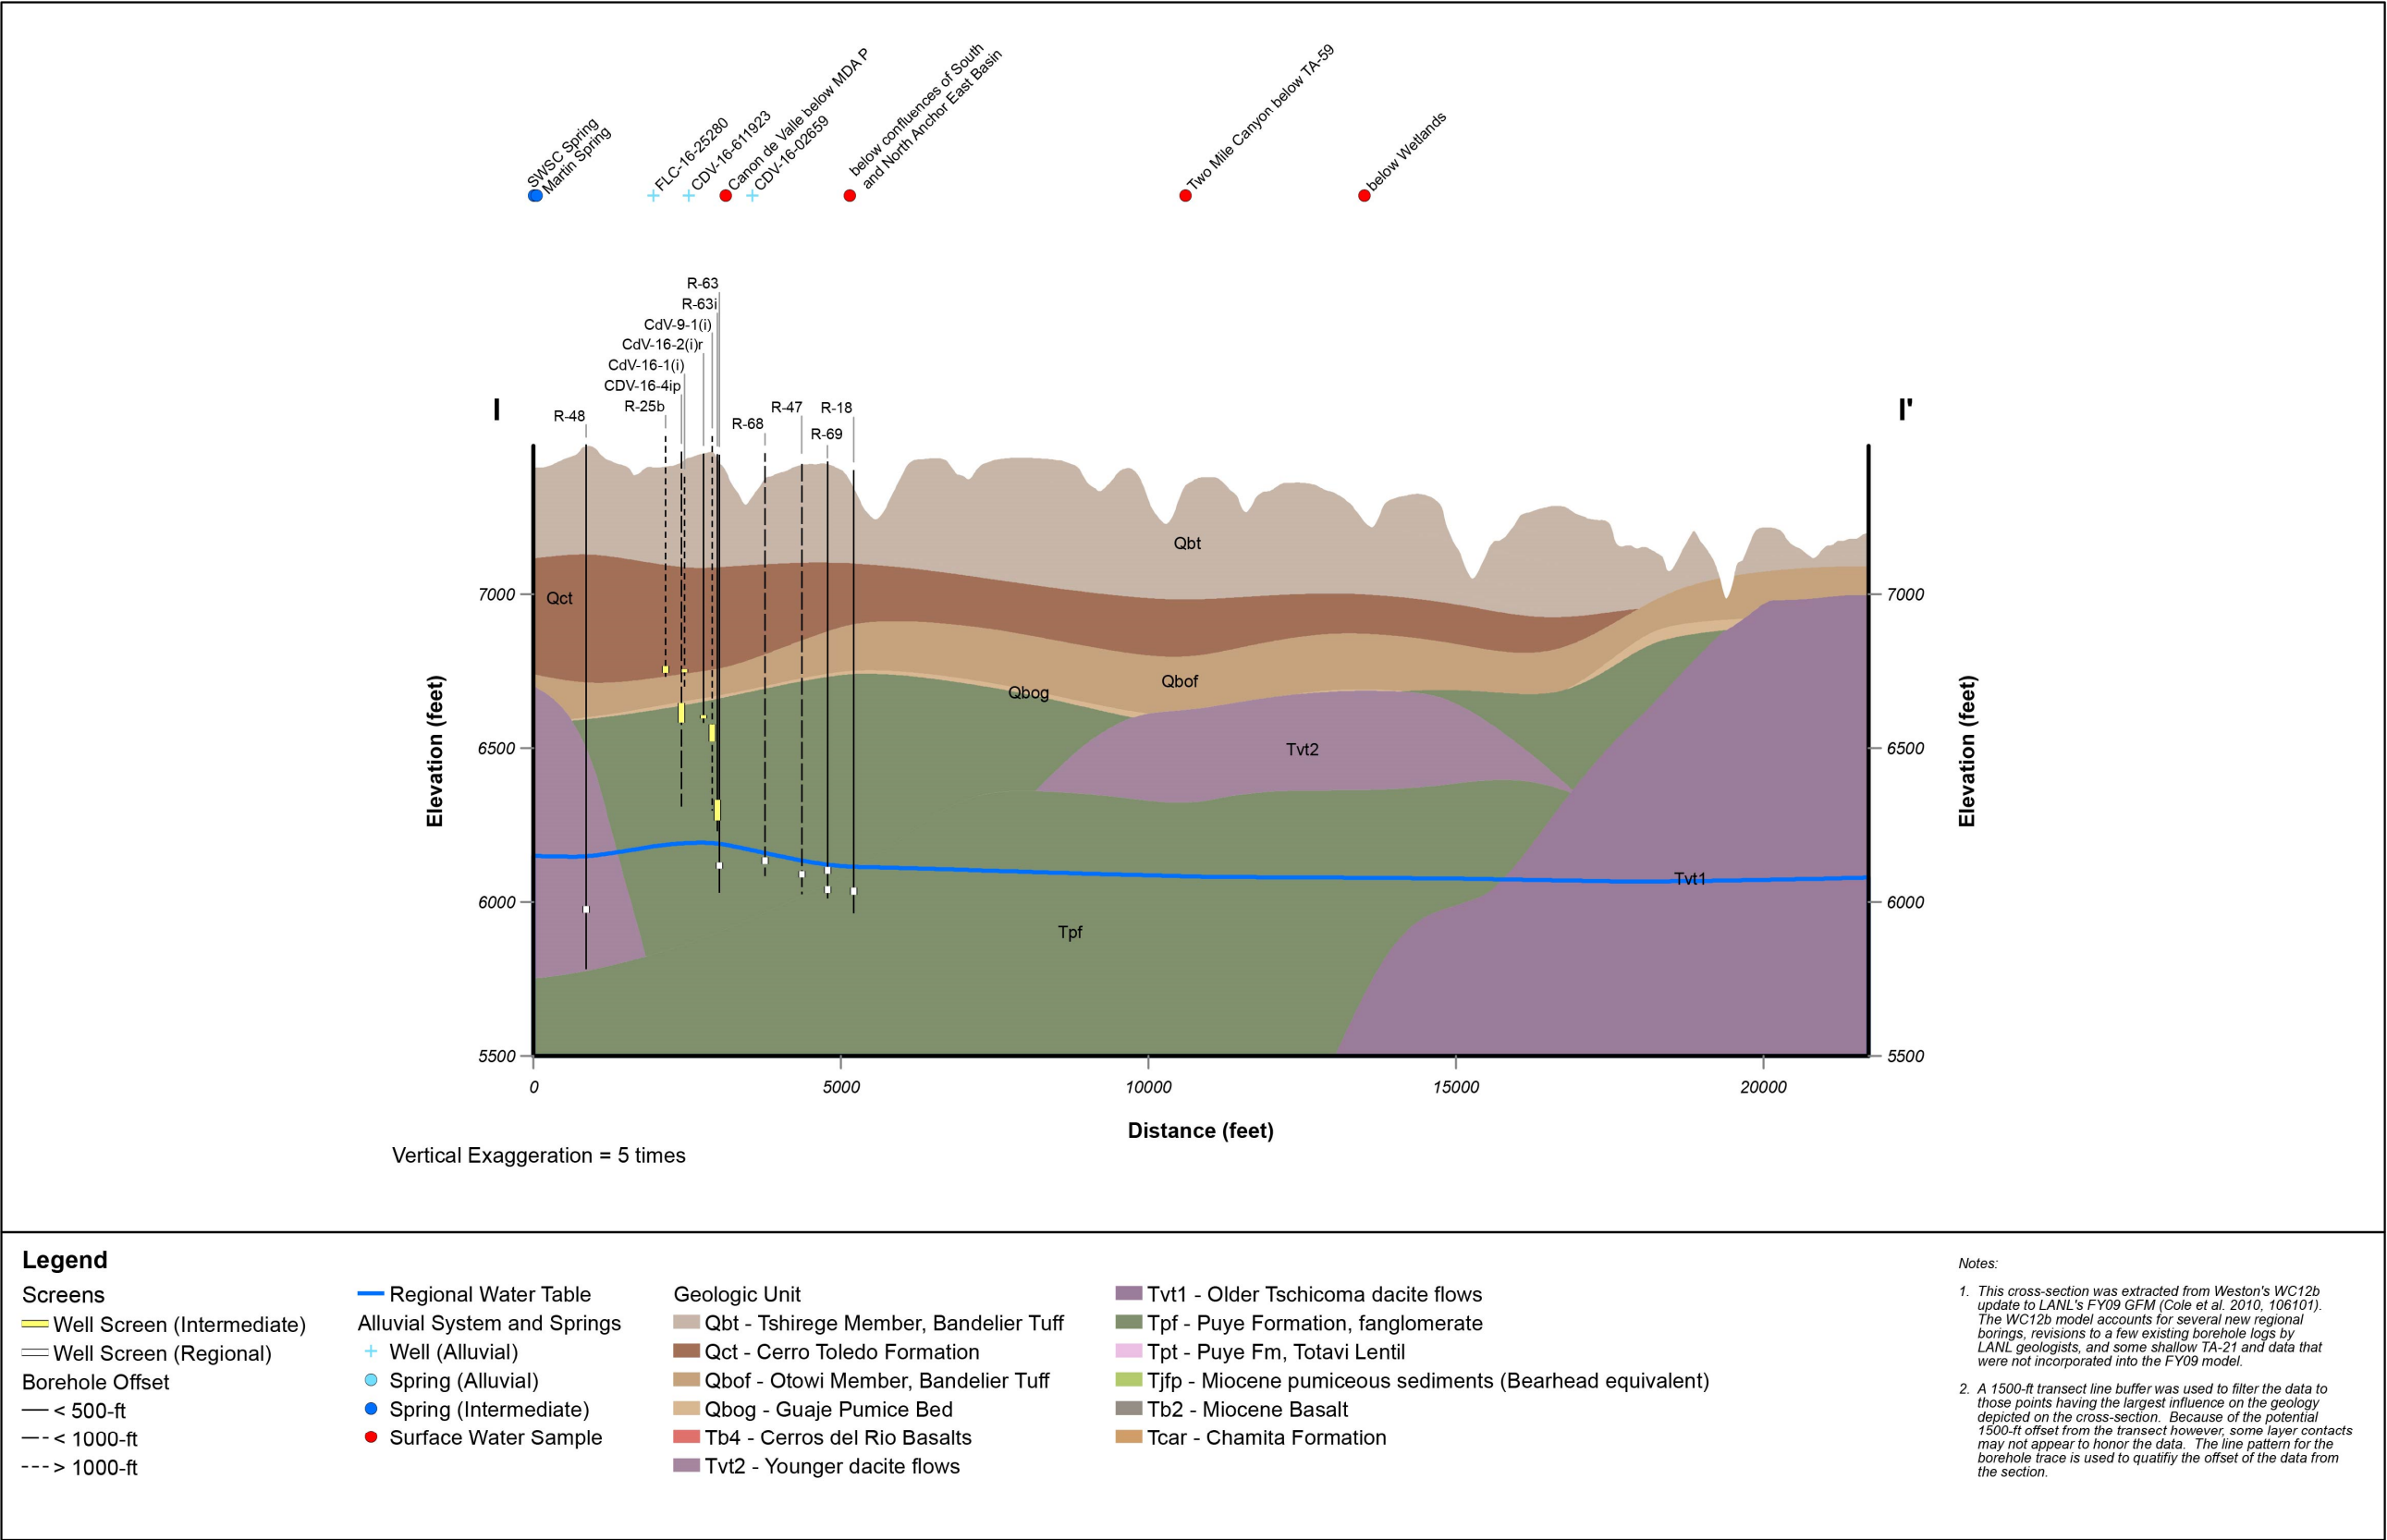 SWSC Spring
Martin Spring
FLC-16-25280
CDV-16-611923
Canon de Valle below MDA P
CDV-16-02659
below confluences of South
and North Anchor East Basin
Two Mile Canyon below TA-59
below Wetlands
R-63
R-63i
CdV-9-1(i)
CdV-16-2(i)r
CdV-16-1(i)
CDV-16-4ip
R-25b
R-48
R-68
R-47
R-69
R-18
I
I'
Qbt
Qct
Qbof
Qbog
Tvt2
Tvt1
Tpf
7000
6500
6000
5500
7000
6500
6000
5500
Elevation (feet)
Elevation (feet)
0
5000
10000
15000
20000
Distance (feet)
Vertical Exaggeration = 5 times
Legend
Screens
Well Screen (Intermediate)
Well Screen (Regional)
Borehole Offset
< 500-ft
< 1000-ft
> 1000-ft
Regional Water Table
Alluvial System and Springs
Well (Alluvial)
Spring (Alluvial)
Spring (Intermediate)
Surface Water Sample
Geologic Unit
Qbt - Tshirege Member, Bandelier Tuff
Qct - Cerro Toledo Formation
Qbof - Otowi Member, Bandelier Tuff
Qbog - Guaje Pumice Bed
Tb4 - Cerros del Rio Basalts
Tvt2 - Younger dacite flows
Tvt1 - Older Tschicoma dacite flows
Tpf - Puye Formation, fanglomerate
Tpt - Puye Fm, Totavi Lentil
Tjfp - Miocene pumiceous sediments (Bearhead equivalent)
Tb2 - Miocene Basalt
Tcar - Chamita Formation
Notes:
1. This cross-section was extracted from Weston's WC12b
update to LANL's FY09 GFM (Cole et al. 2010, 106101).
The WC12b model accounts for several new regional
borings, revisions to a few existing borehole logs by
LANL geologists, and some shallow TA-21 and data that
were not incorporated into the FY09 model.
2. A 1500-ft transect line buffer was used to filter the data to
those points having the largest influence on the geology
depicted on the cross-section. Because of the potential
1500-ft offset from the transect however, some layer contacts
may not appear to honor the data. The line pattern for the
borehole trace is used to quatifiy the offset of the data from
the section.